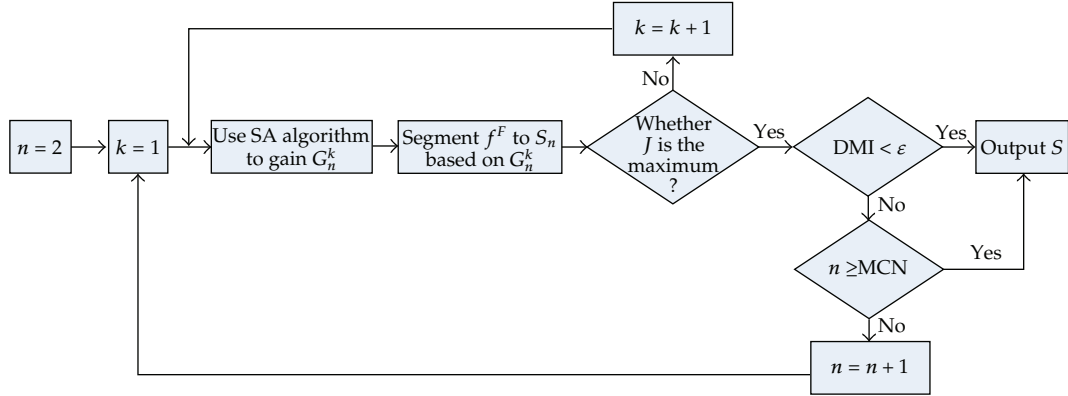 n = 2
k = 1
Use SA algorithm
to gain G_n^k
Segment f^F to S_n
based on G_n^k
Whether
J is the
maximum
?
No
k = k + 1
Yes
DMI < ε
Yes
Output S
No
n ≥MCN
Yes
No
n = n + 1